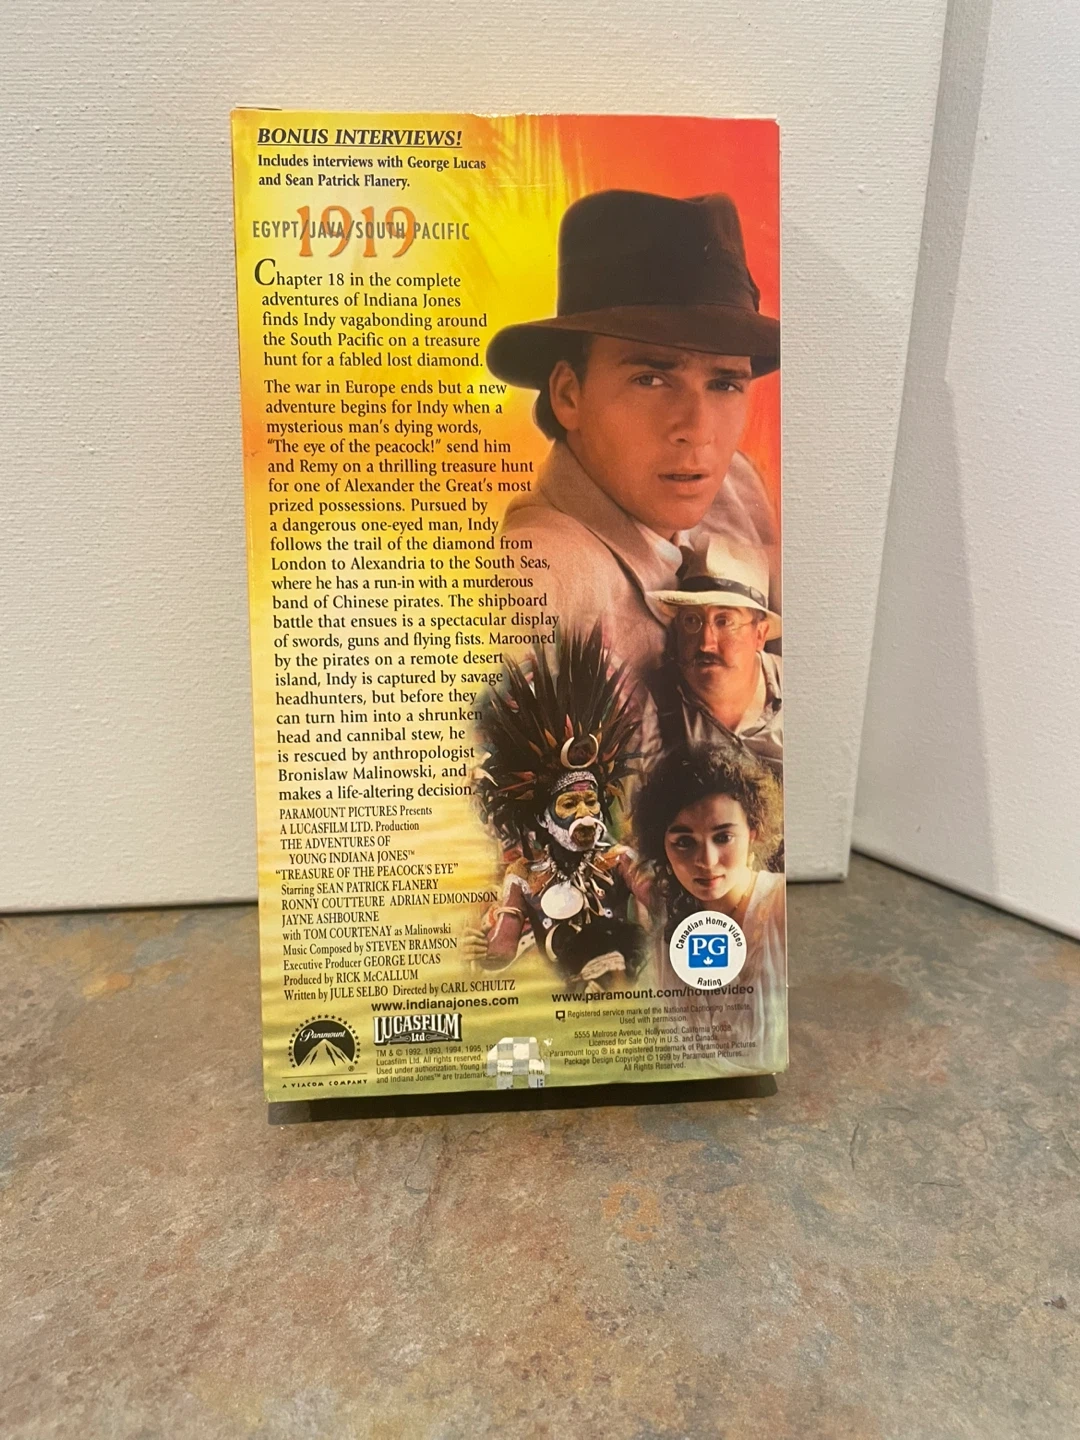 BONUS INTERVIEWS!
Includes interviews with George Lucas
and Sean Patrick Flanery.
1919
EGYPT/JAVA/SOUTH PACIFIC
Chapter 18 in the complete
adventures of Indiana Jones
finds Indy vagabonding around
the South Pacific on a treasure
hunt for a fabled lost diamond.
The war in Europe ends but a new
adventure begins for Indy when a
mysterious man's dying words,
"The eye of the peacock!" send him
and Remy on a thrilling treasure hunt
for one of Alexander the Great's most
prized possessions. Pursued by
a dangerous one-eyed man, Indy
follows the trail of the diamond from
London to Alexandria to the South Seas,
where he has a run-in with a murderous
band of Chinese pirates. The shipboard
battle that ensues is a spectacular display
of swords, guns and flying fists. Marooned
by the pirates on a remote desert
island, Indy is captured by savage
headhunters, but before they
can turn him into a shrunken
head and cannibal stew, he
is rescued by anthropologist
Bronislaw Malinowski, and
makes a life-altering decision.
PARAMOUNT PICTURES Presents
A LUCASFILM LTD. Production
THE ADVENTURES OF
YOUNG INDIANA JONES™
"TREASURE OF THE PEACOCK'S EYE"
Starring SEAN PATRICK FLANERY
RONNY COUTTEURE ADRIAN EDMONDSON
JAYNE ASHBOURNE
with TOM COURTENAY as Malinowski
Music Composed by STEVEN BRAMSON
Executive Producer GEORGE LUCAS
Produced by RICK McCALLUM
Written by JULE SELBO Directed by CARL SCHULTZ
www.indianajones.com
www.paramount.com/homevideo
Canadian Home Video
PG
Rating
Paramount
®
A VIACOM COMPANY
LUCASFILM
Ltd
TM & © 1992, 1993, 1994, 1995,
Lucasfilm Ltd. All rights reserved.
Used under authorization. Young
and Indiana Jones™ are trademark
Registered service mark of the National Captioning Institute.
Used with permission.
5555 Melrose Avenue, Hollywood, California 90038
Licensed for Sale Only in U.S. and Canada.
Paramount logo ® is a registered trademark of Paramount Pictures.
Package Design Copyright © 1999 by Paramount Pictures.
All Rights Reserved.